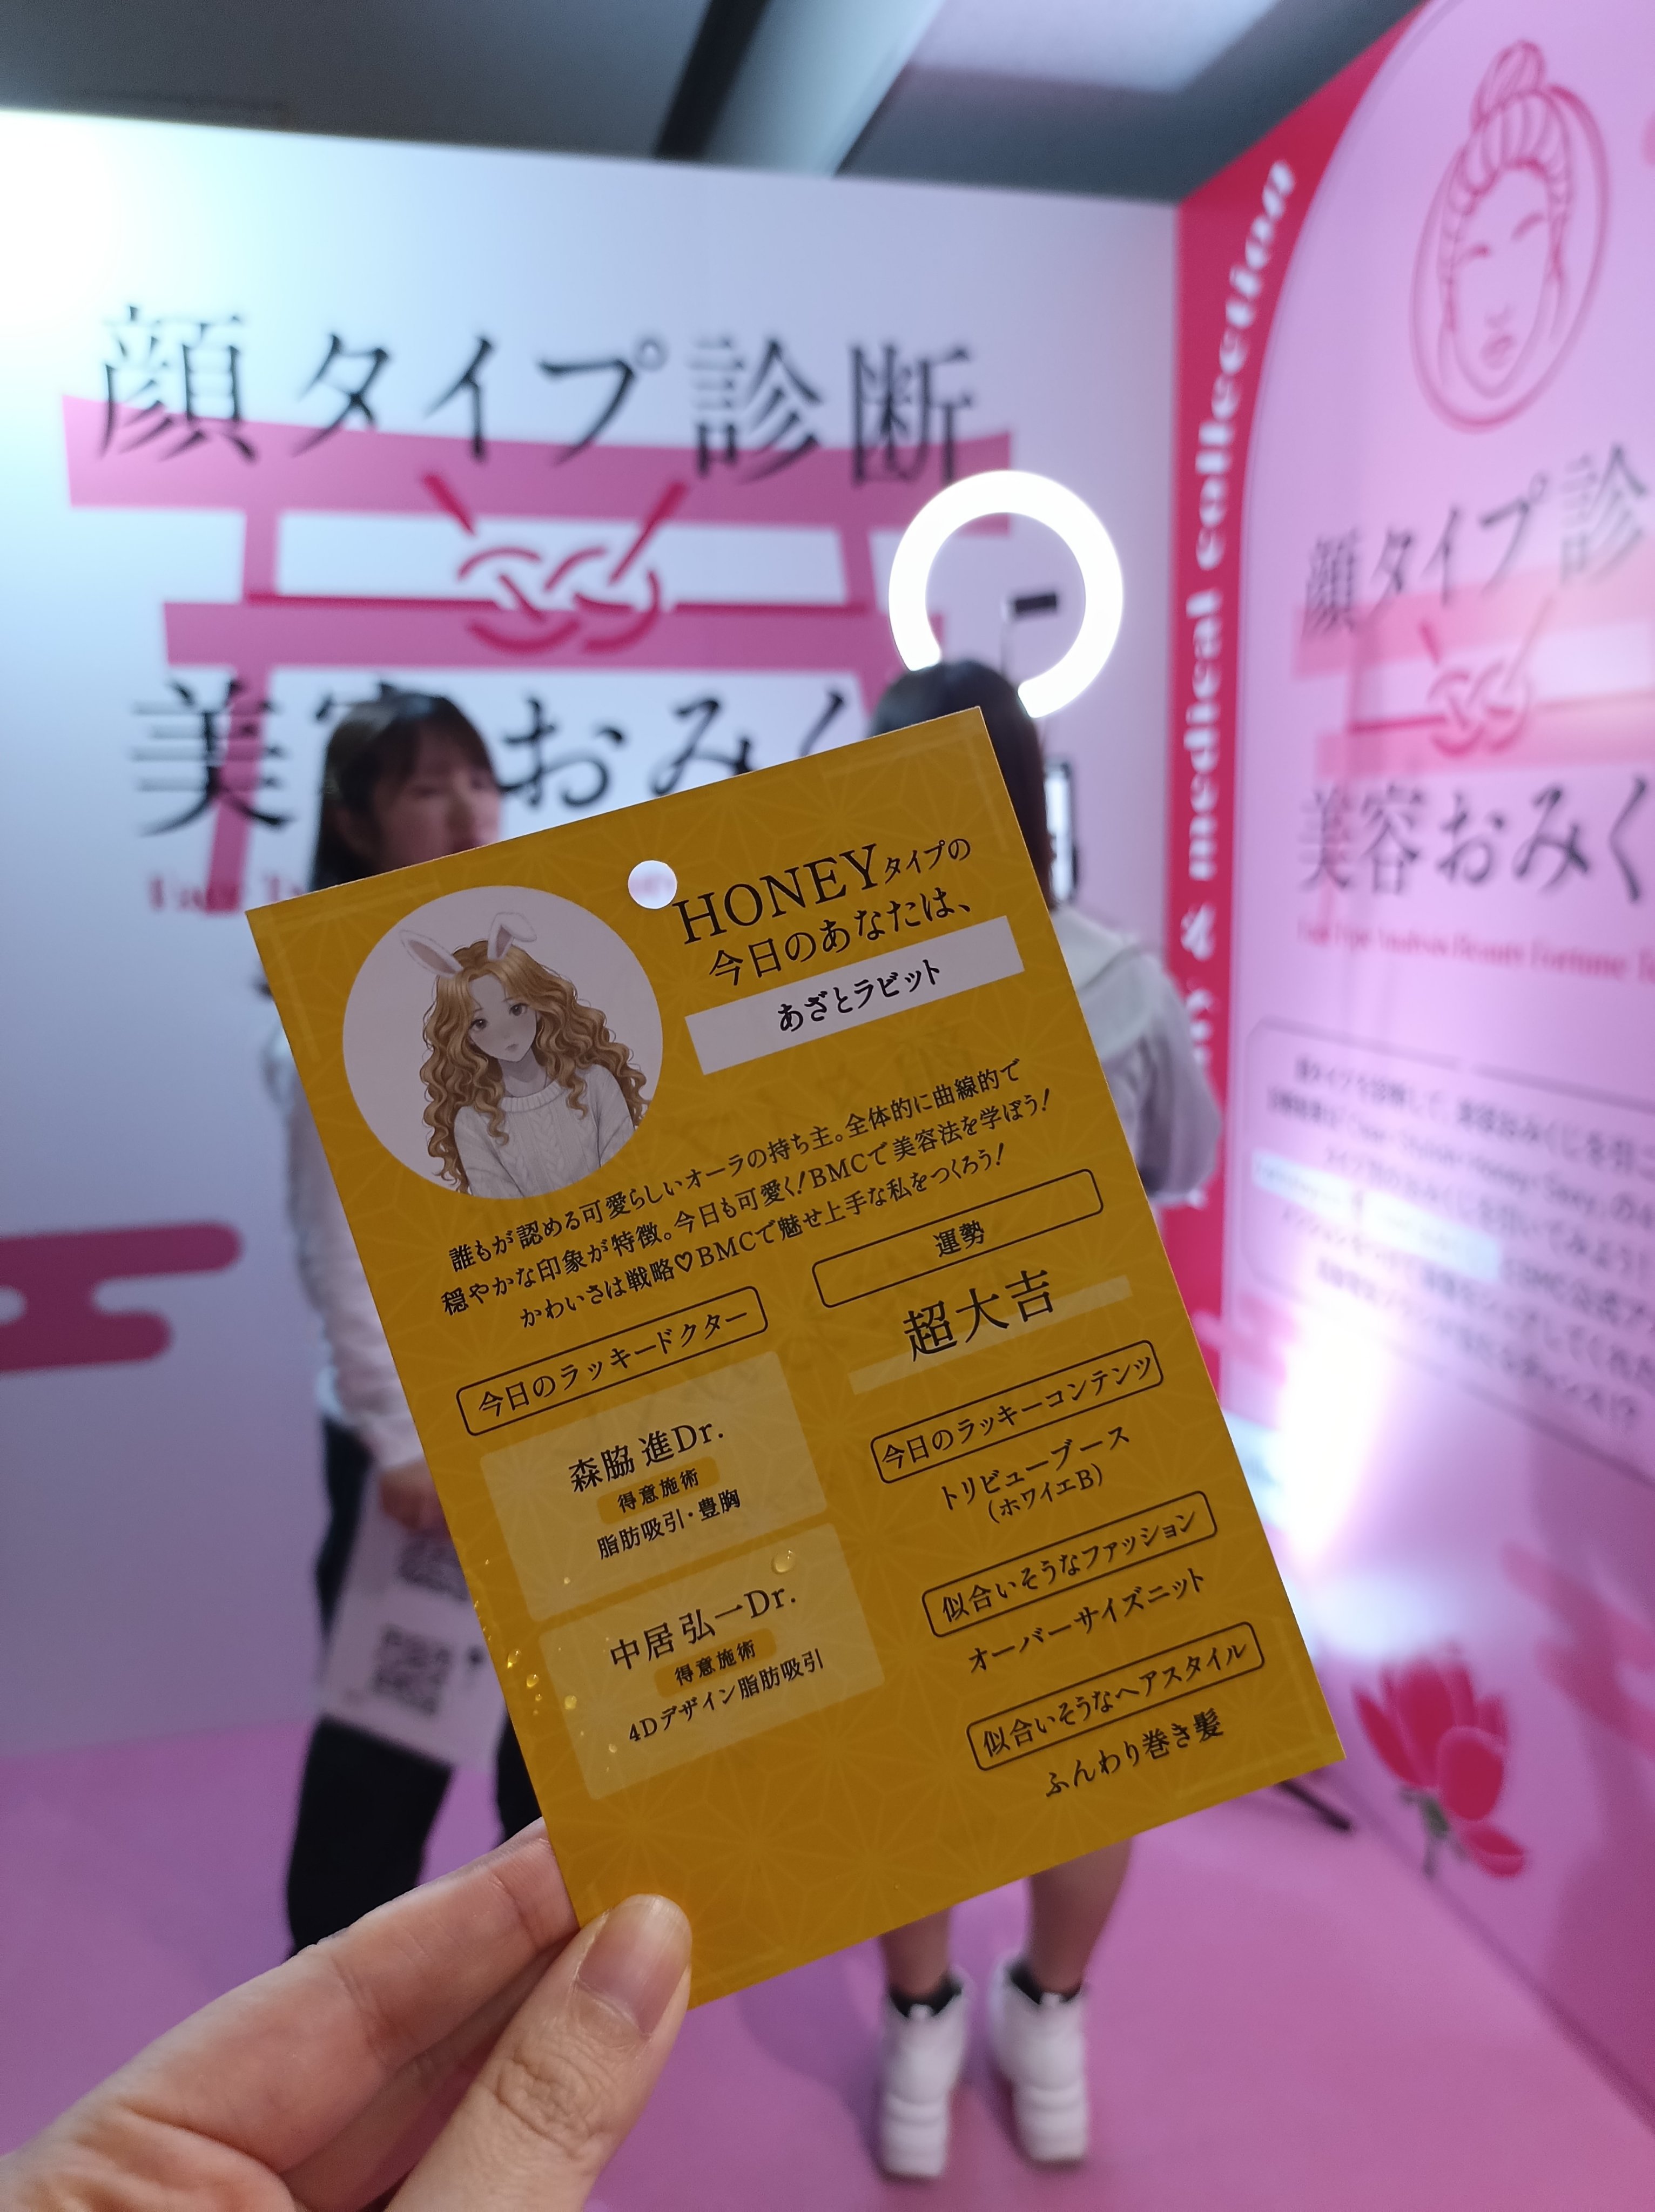 顔タイプ診断
美容おみく
collection
& medical
顔タイプ診
美容おみく
HONEYタイプの
今日のあなたは、
あざとラビット
誰もが認める可愛らしいオーラの持ち主。全体的に曲線的で
穏やかな印象が特徴。今日も可愛く!BMCで美容法を学ぼう!
かわいさは戦略♡BMCで魅せ上手な私をつくろう!
今日のラッキードクター
森脇 進Dr.
得意施術
脂肪吸引・豊胸
中居 弘一Dr.
得意施術
4Dデザイン脂肪吸引
運勢
超大吉
今日のラッキーコンテンツ
トリビューブース
(ホワイエB)
似合いそうなファッション
オーバーサイズニット
似合いそうなヘアスタイル
ふんわり巻き髪